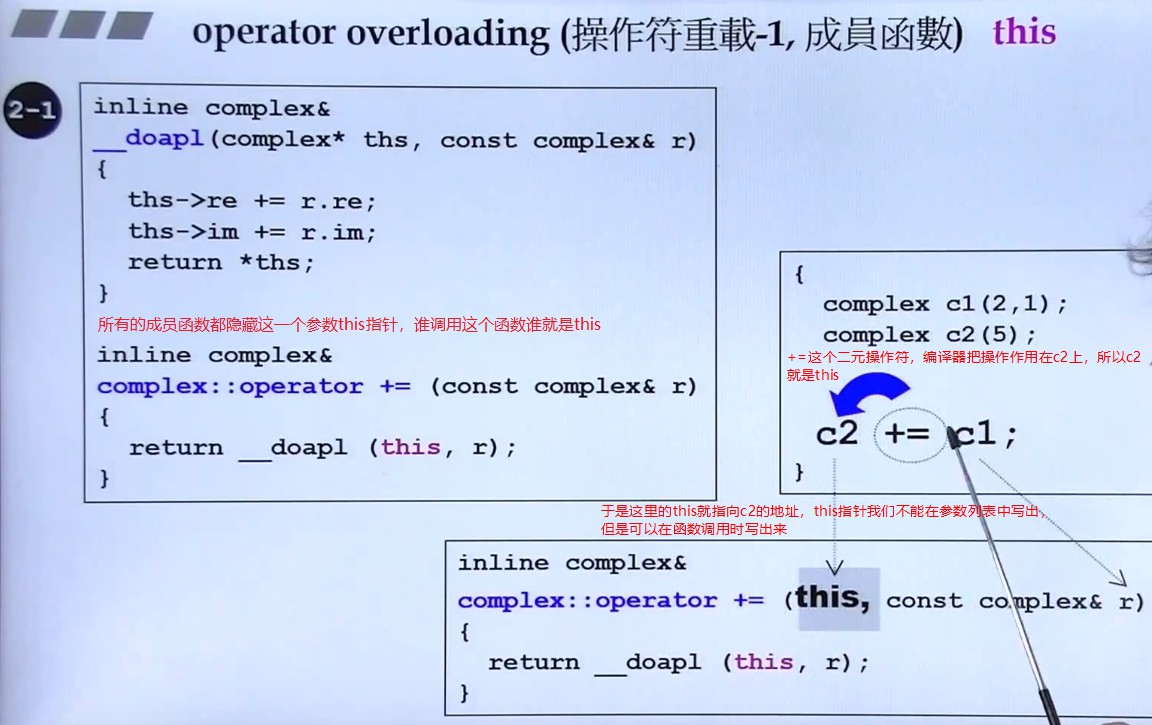 operator overloading (操作符重載-1, 成員函數) this
2-1
inline complex&
__doapl(complex* ths, const complex& r)
{
ths->re += r.re;
ths->im += r.im;
return *ths;
}
所有的成员函数都隐藏这一个参数this指针，谁调用这个函数谁就是this
inline complex&
complex::operator += (const complex& r)
{
return __doapl (this, r);
}
{
complex c1(2,1);
complex c2(5);
+=这个二元操作符，编译器把操作作用在c2上，所以c2
就是this
c2 += c1;
}
于是这里的this就指向c2的地址，this指针我们不能在参数列表中写出，
但是可以在函数调用时写出来
inline complex&
complex::operator += (this, const complex& r)
{
return __doapl (this, r);
}